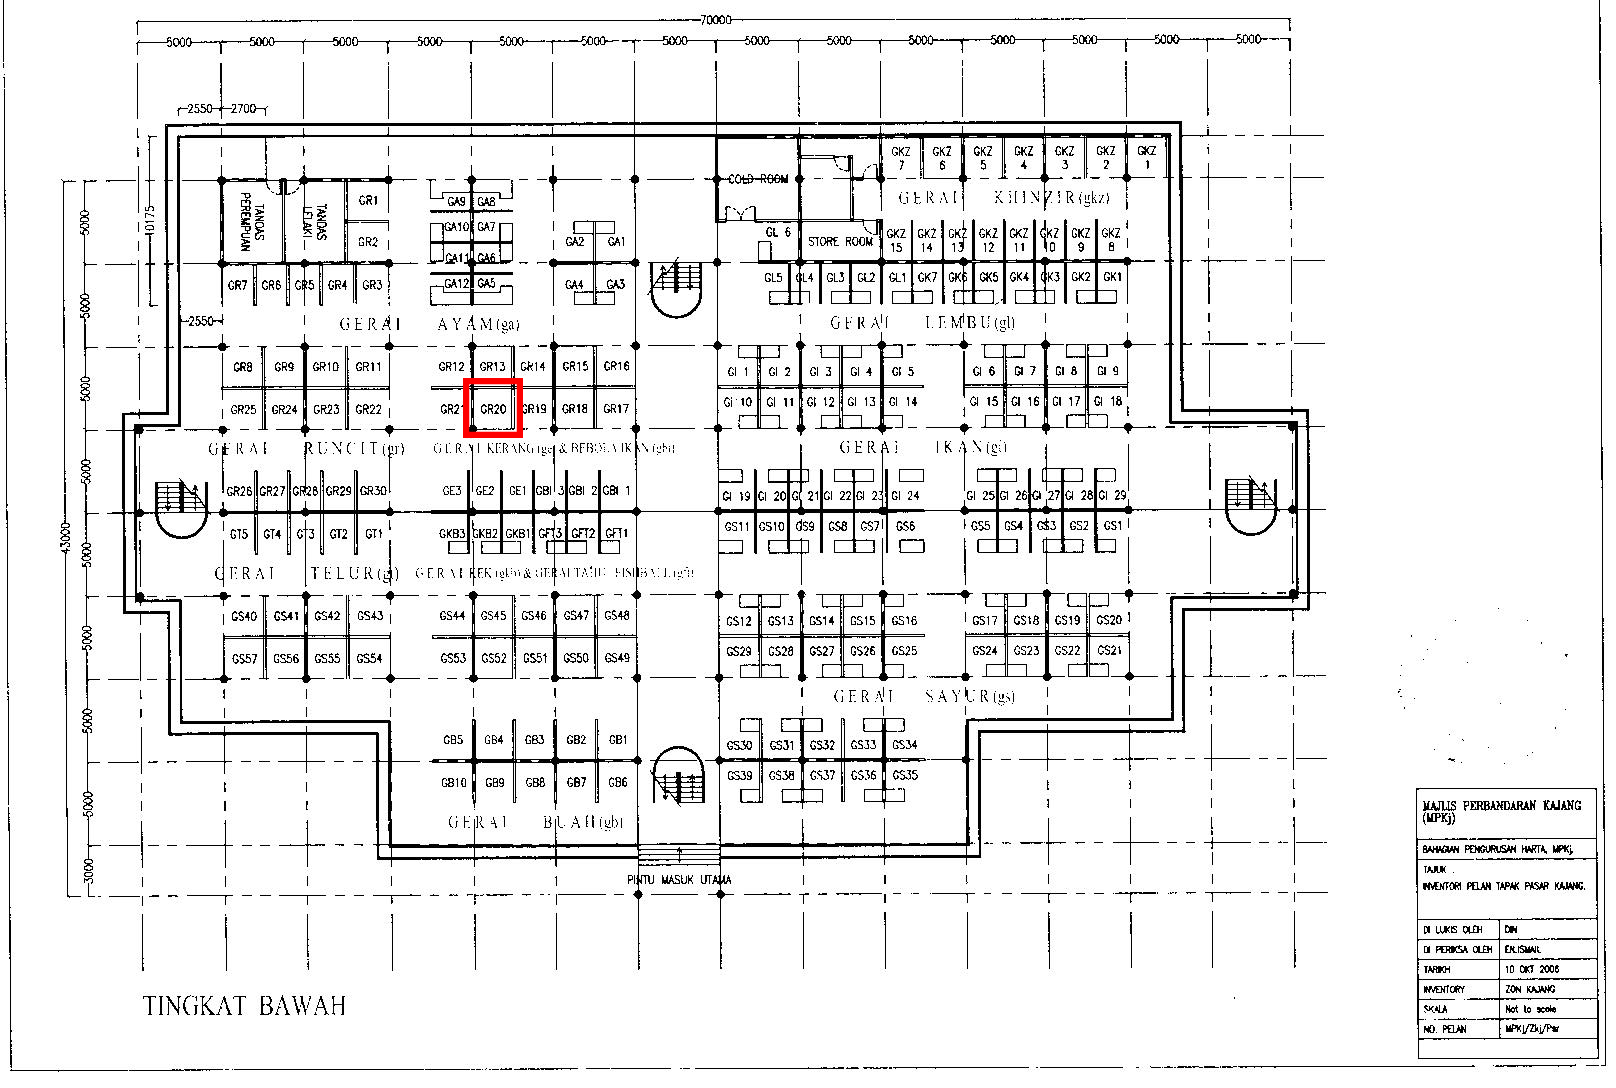 70000
5000 5000 5000 5000 5000 5000 5000 5000 5000 5000 5000 5000 5000 5000
2550 2700
10175
5000
5000
5000
5000
5000
5000
5000
5000
3000
43000
2550
TANDAS PEREMPUAN
TANDAS LELAKI
GR1
GR2
GR7 GR6 GR5 GR4 GR3
GA9 GA8
GA10 GA7
GA11 GA6
GA12 GA5
GA2 GA1
GA4 GA3
COLD ROOM
STORE ROOM
GL 6
GKZ 7 GKZ 6 GKZ 5 GKZ 4 GKZ 3 GKZ 2 GKZ 1
GERAI KHINZIR(gkz)
GKZ 15 GKZ 14 GKZ 13 GKZ 12 GKZ 11 GKZ 10 GKZ 9 GKZ 8
GL5 GL4 GL3 GL2 GL1 GK7 GK6 GK5 GK4 GK3 GK2 GK1
GERAI AYAM(ga)
GERAI LEMBU(gl)
GR8 GR9 GR10 GR11 GR12 GR13 GR14 GR15 GR16
GR25 GR24 GR23 GR22 GR21 GR20 GR19 GR18 GR17
GI 1 GI 2 GI 3 GI 4 GI 5 GI 6 GI 7 GI 8 GI 9
GI 10 GI 11 GI 12 GI 13 GI 14 GI 15 GI 16 GI 17 GI 18
GERAI RUNCIT(gr)
GERAI KERANG(ge) & BEBOLA IKAN(gbi)
GERAI IKAN(gi)
GR26 GR27 GR28 GR29 GR30 GE3 GE2 GE1 GBI 3 GBI 2 GBI 1
GT5 GT4 GT3 GT2 GT1 GKB3 GKB2 GKB1 GFT3 GFT2 GFT1
GI 19 GI 20 GI 21 GI 22 GI 23 GI 24 GI 25 GI 26 GI 27 GI 28 GI 29
GS11 GS10 GS9 GS8 GS7 GS6 GS5 GS4 GS3 GS2 GS1
GERAI TELUR(gt)
GERAI KEK(gkb) & GERAI TAHU FISHBALL(gft)
GS40 GS41 GS42 GS43 GS44 GS45 GS46 GS47 GS48
GS57 GS56 GS55 GS54 GS53 GS52 GS51 GS50 GS49
GS12 GS13 GS14 GS15 GS16 GS17 GS18 GS19 GS20
GS29 GS28 GS27 GS26 GS25 GS24 GS23 GS22 GS21
GERAI SAYUR(gs)
GB5 GB4 GB3 GB2 GB1
GB10 GB9 GB8 GB7 GB6
GS30 GS31 GS32 GS33 GS34
GS39 GS38 GS37 GS36 GS35
GERAI BUAH(gb)
PINTU MASUK UTAMA
TINGKAT BAWAH
MAJLIS PERBANDARAN KAJANG
(MPKj)
BAHAGIAN PENGURUSAN HARTA, MPKj.
TAJUK :
INVENTORI PELAN TAPAK PASAR KAJANG.
DI LUKIS OLEH DIN
DI PERIKSA OLEH EN.ISMAIL
TARIKH 10 OKT 2006
INVENTORY ZON KAJANG
SKALA Not to scale
NO. PELAN MPKj/Zkj/Psr